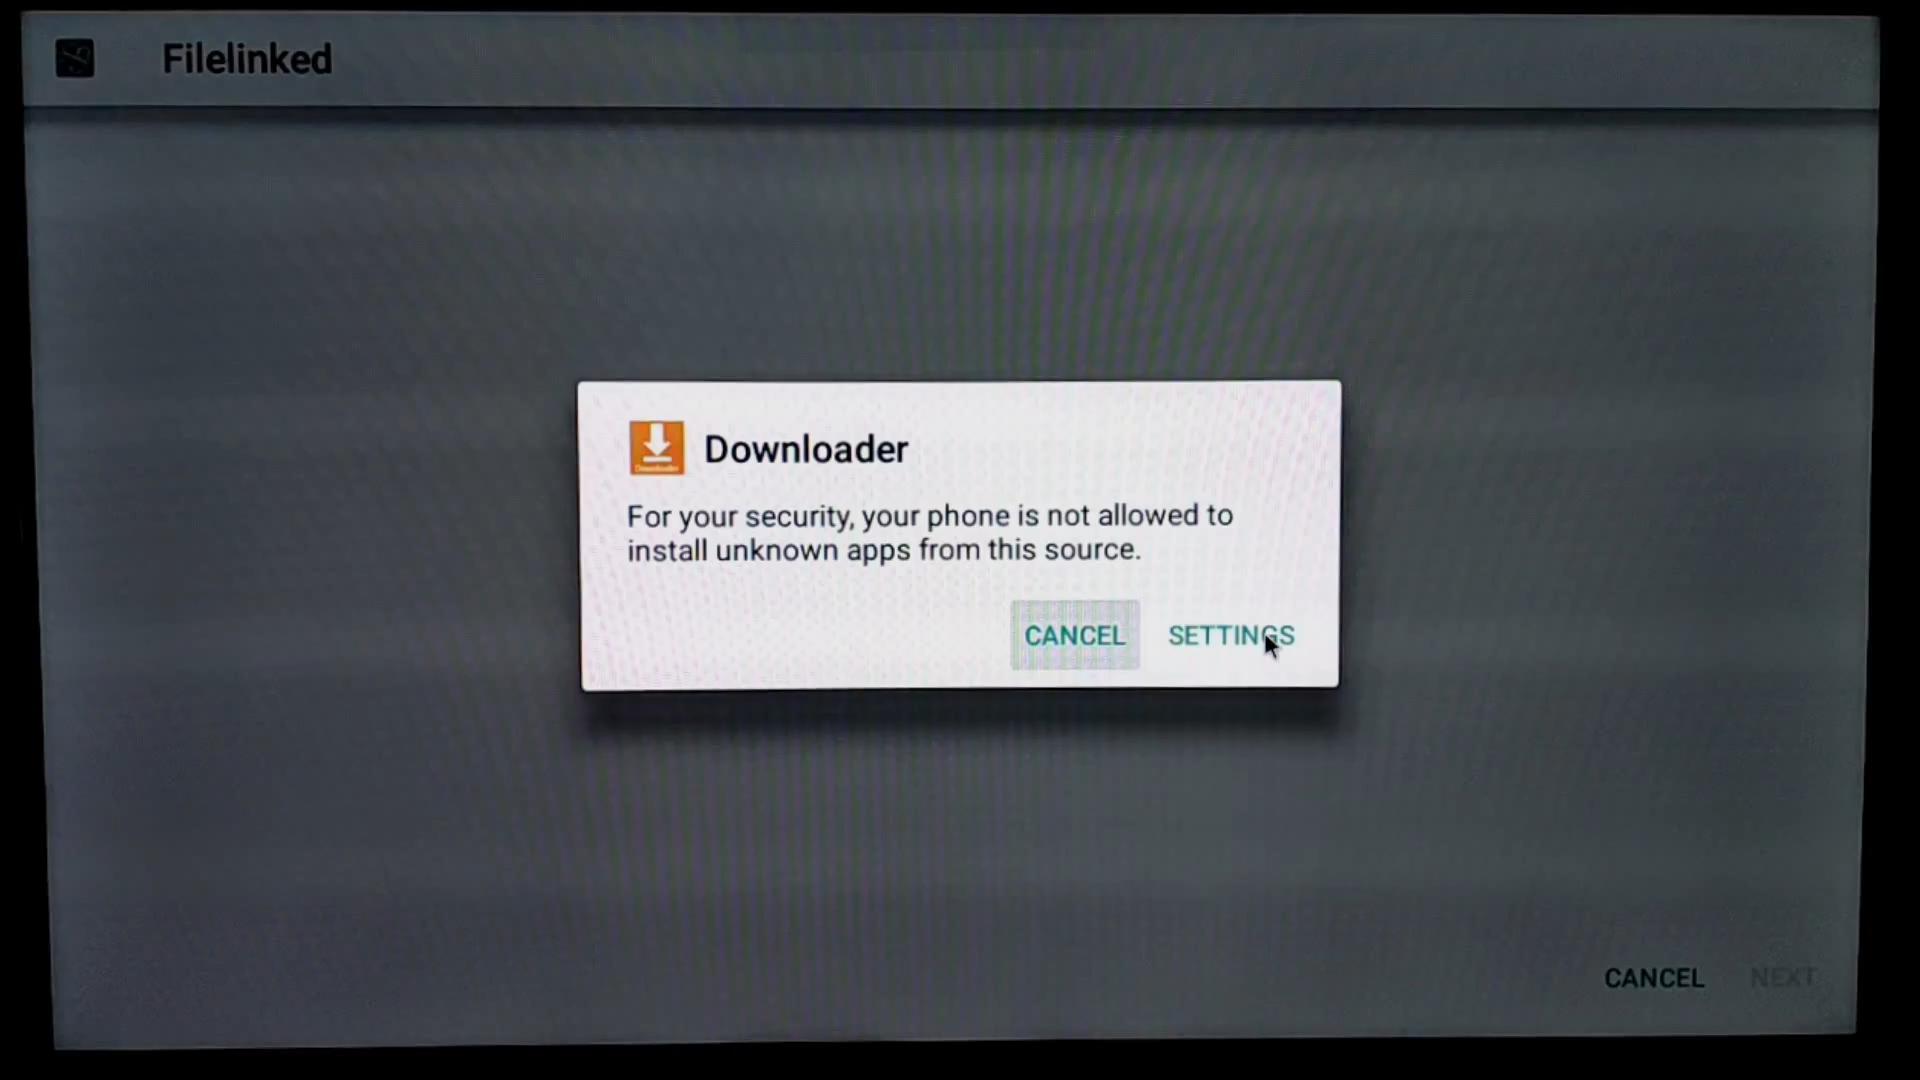 Filelinked
Downloader
Downloader
For your security, your phone is not allowed to
install unknown apps from this source.
CANCEL
SETTINGS
CANCEL
NEXT